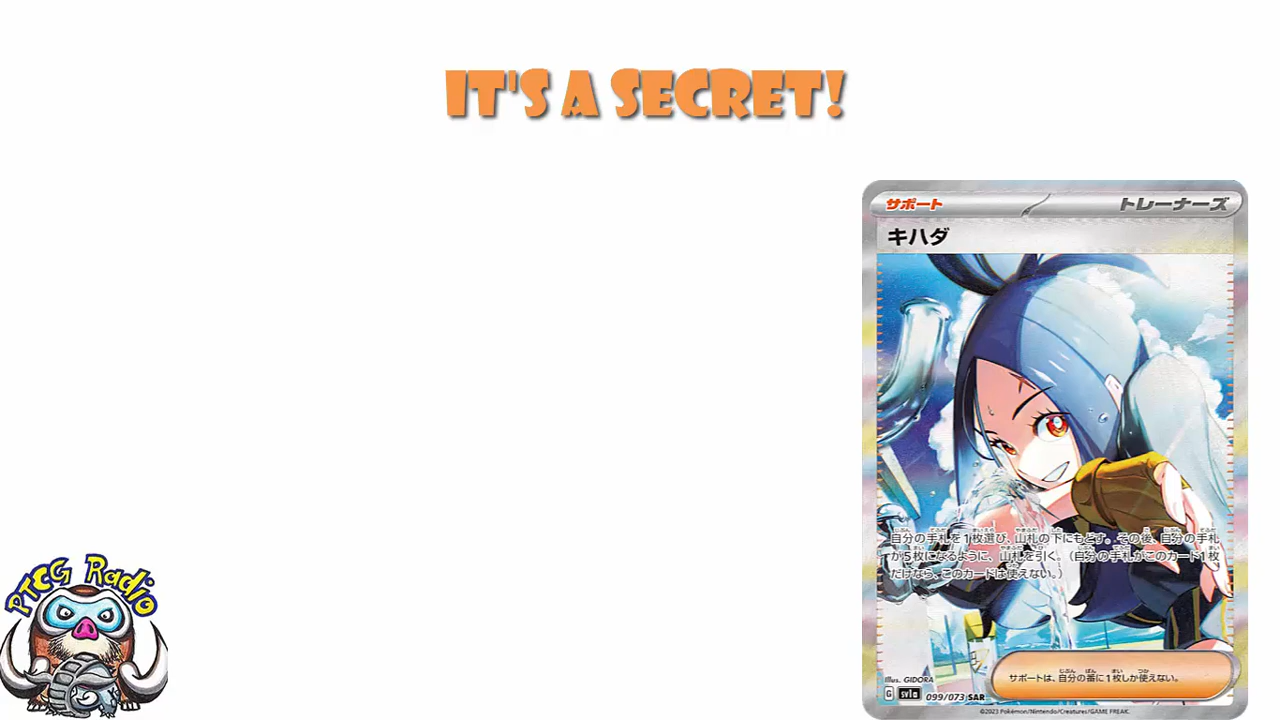 IT'S A SECRET!
サポート
トレーナーズ
キハダ
自分の手札を1枚選び、山札の下にもどす。その後、自分の手札
が5枚になるように、山札を引く。（自分の手札がこのカード1枚
だけなら、このカードは使えない。）
PTCG Radio
サポートは、自分の番に1枚しか使えない。
Illus. GIDORA
G sv1a 099/073 SAR
©2023 Pokémon/Nintendo/Creatures/GAME FREAK.